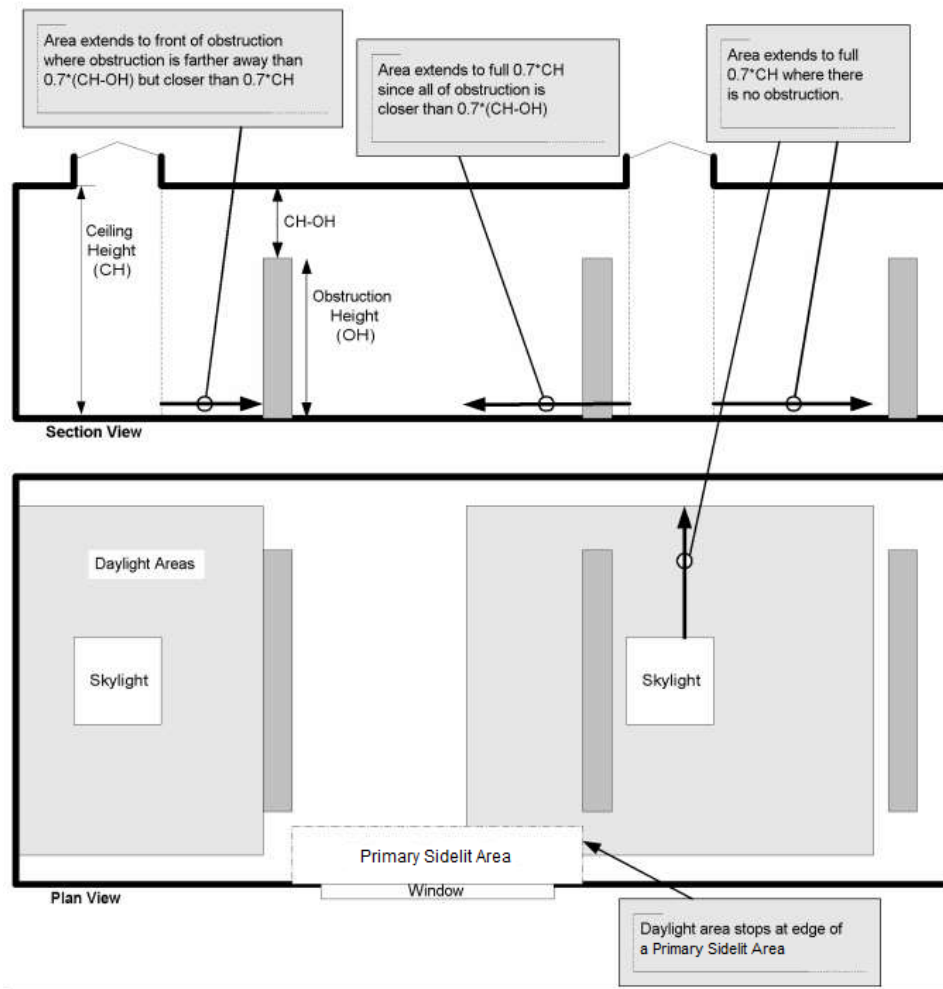 Area extends to front of obstruction
where obstruction is farther away than
0.7*(CH-OH) but closer than 0.7*CH
Area extends to full 0.7*CH
since all of obstruction is
closer than 0.7*(CH-OH)
Area extends to full
0.7*CH where there
is no obstruction.
Ceiling
Height
(CH)
CH-OH
Obstruction
Height
(OH)
Section View
Daylight Areas
Skylight
Skylight
Primary Sidelit Area
Window
Plan View
Daylight area stops at edge of
a Primary Sidelit Area